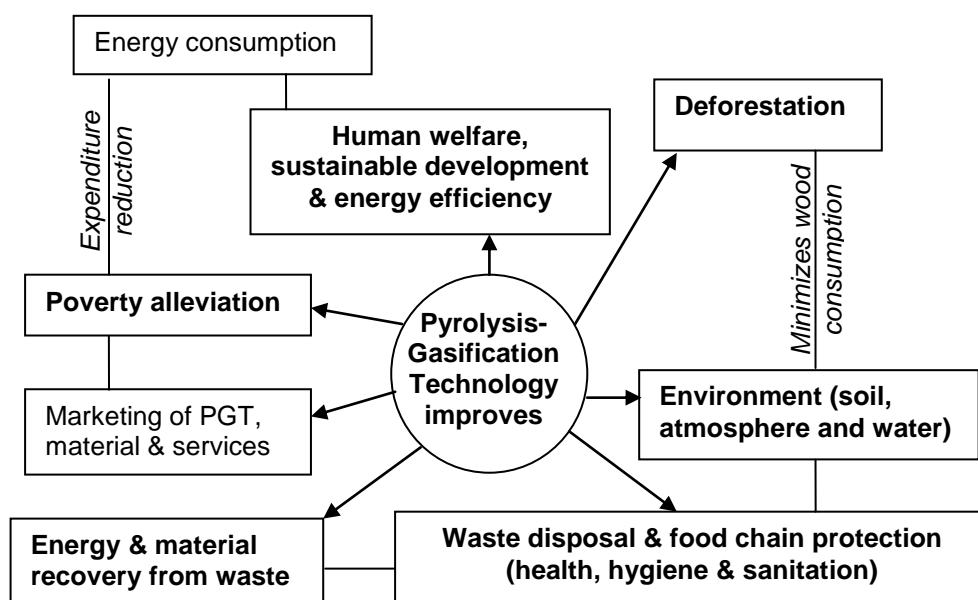 Energy consumption
Expenditure
reduction
Human welfare,
sustainable development
& energy efficiency
Deforestation
Minimizes wood
consumption
Poverty alleviation
Pyrolysis-
Gasification
Technology
improves
Marketing of PGT,
material & services
Environment (soil,
atmosphere and water)
Energy & material
recovery from waste
Waste disposal & food chain protection
(health, hygiene & sanitation)